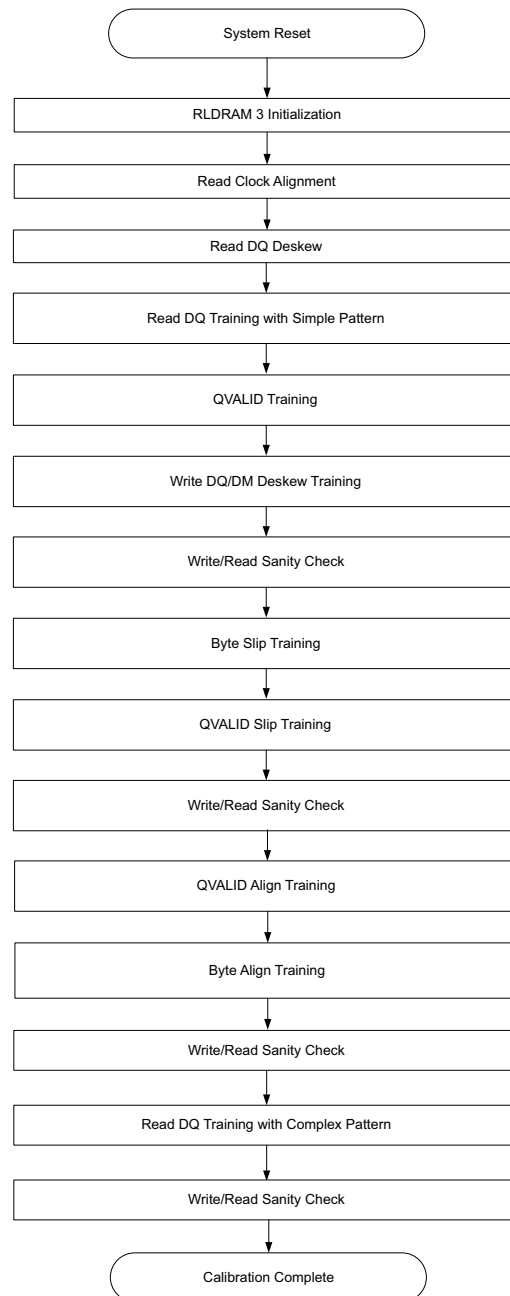 System Reset
RLDRAM 3 Initialization
Read Clock Alignment
Read DQ Deskew
Read DQ Training with Simple Pattern
QVALID Training
Write DQ/DM Deskew Training
Write/Read Sanity Check
Byte Slip Training
QVALID Slip Training
Write/Read Sanity Check
QVALID Align Training
Byte Align Training
Write/Read Sanity Check
Read DQ Training with Complex Pattern
Write/Read Sanity Check
Calibration Complete